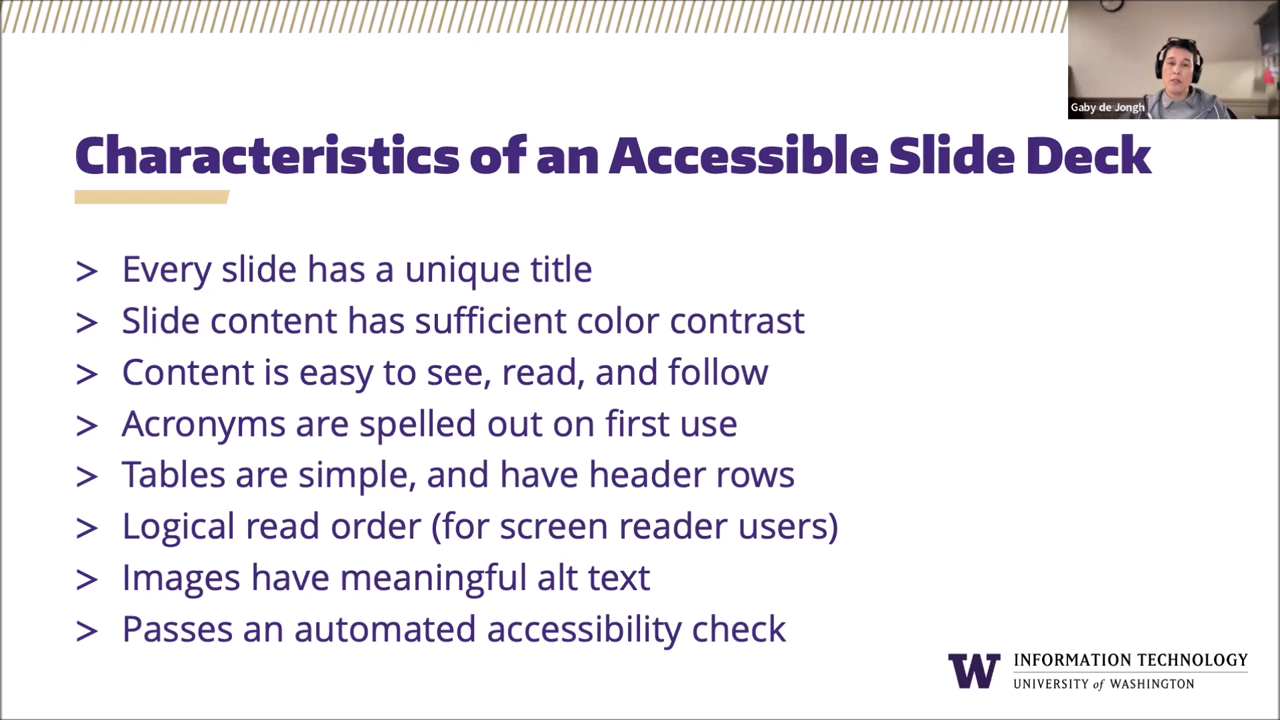 Gaby de Jongh
Characteristics of an Accessible Slide Deck
> Every slide has a unique title
> Slide content has sufficient color contrast
> Content is easy to see, read, and follow
> Acronyms are spelled out on first use
> Tables are simple, and have header rows
> Logical read order (for screen reader users)
> Images have meaningful alt text
> Passes an automated accessibility check
W INFORMATION TECHNOLOGY
UNIVERSITY of WASHINGTON